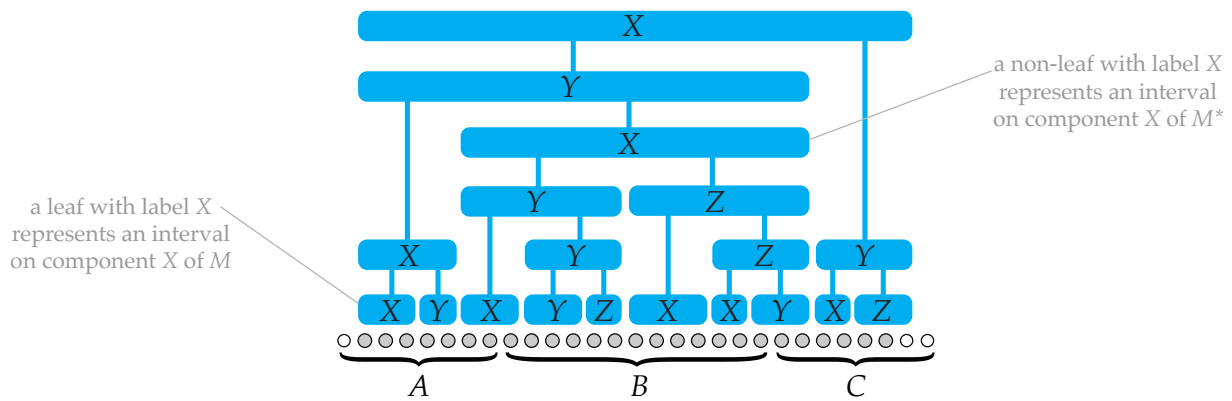 X
Y
a non-leaf with label X
represents an interval
on component X of M*
X
a leaf with label X
represents an interval
on component X of M
Y Z
X Y Z Y
X Y X Y Z X X Y X Z
A B C